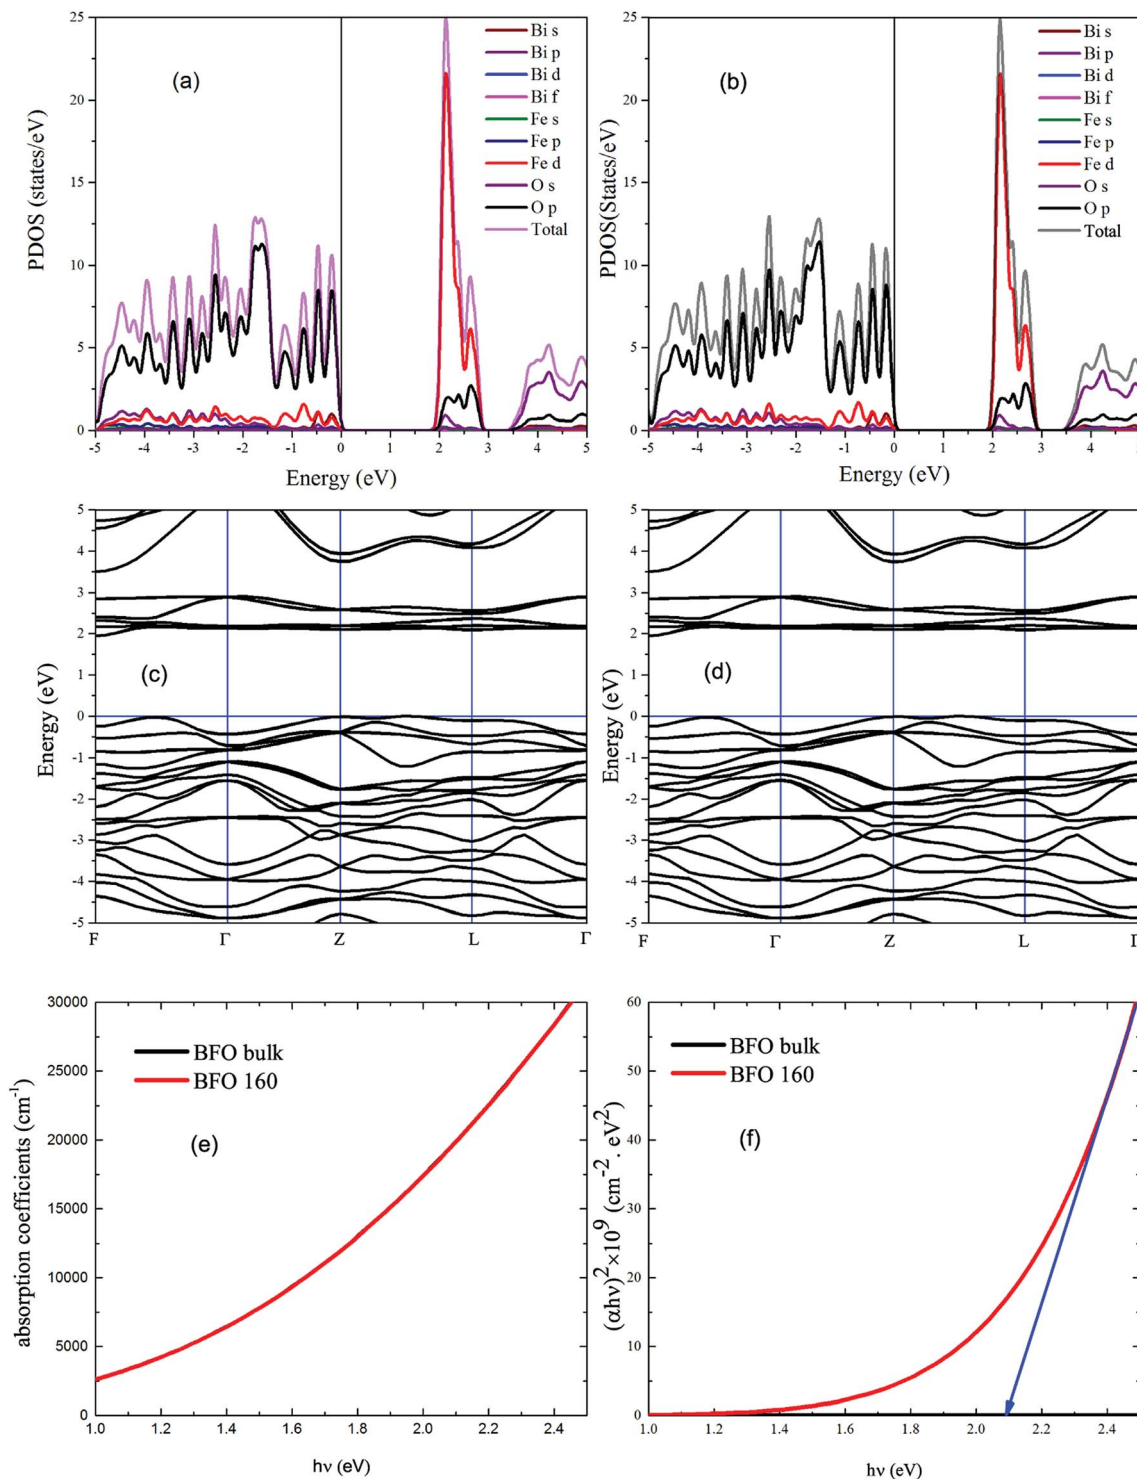 (a)
Bi s
Bi p
Bi d
Bi f
Fe s
Fe p
Fe d
O s
O p
Total
PDOS (states/eV)
25
20
15
10
5
0
-5 -4 -3 -2 -1 0 1 2 3 4 5
Energy (eV)
(b)
Bi s
Bi p
Bi d
Bi f
Fe s
Fe p
Fe d
O s
O p
Total
PDOS(States/eV)
25
20
15
10
5
0
-5 -4 -3 -2 -1 0 1 2 3 4
Energy (eV)
(c)
Energy (eV)
5
4
3
2
1
0
-1
-2
-3
-4
-5
F Γ Z L Γ
(d)
Energy (eV)
5
4
3
2
1
0
-1
-2
-3
-4
-5
F Γ Z L
(e)
BFO bulk
BFO 160
absorption coefficients (cm⁻¹)
30000
25000
20000
15000
10000
5000
0
1.0 1.2 1.4 1.6 1.8 2.0 2.2 2.4
hν (eV)
(f)
BFO bulk
BFO 160
(αhν)²×10⁹ (cm⁻². eV²)
60
50
40
30
20
10
0
1.0 1.2 1.4 1.6 1.8 2.0 2.2 2.4
hν (eV)